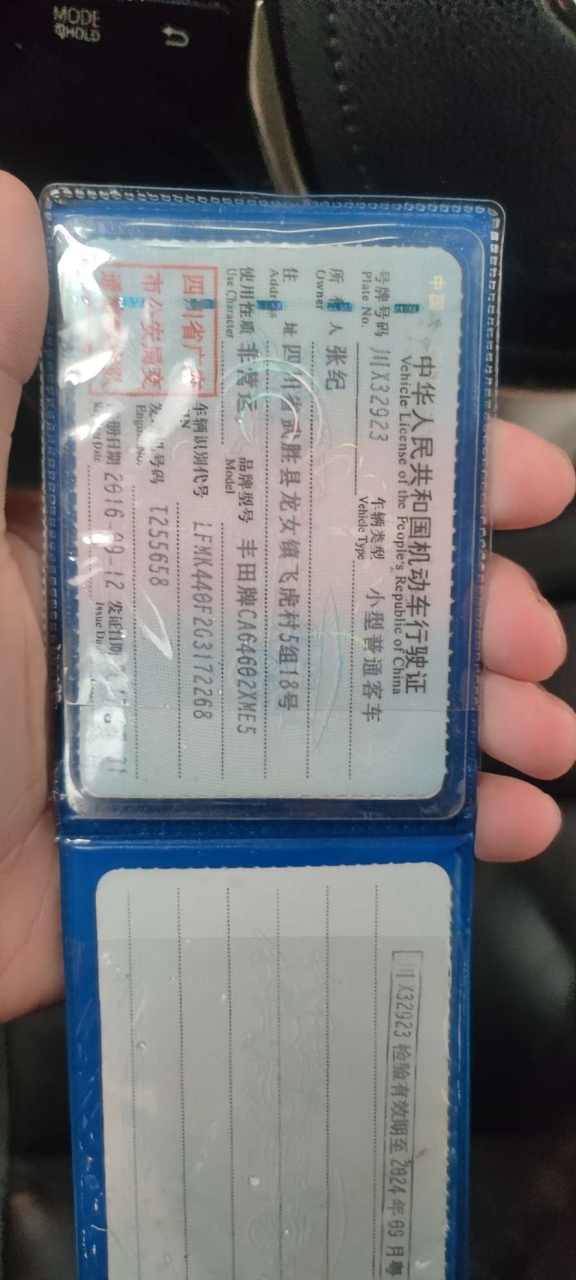 MODE
HOLD
中华人民共和国机动车行驶证
Vehicle License of the People's Republic of China
号牌号码 川X32923 车辆类型 小型普通客车
Plate No. Vehicle Type
所有人 张纪
Owner
住址 四川省武胜县龙女镇飞虎村5组18号
Address
使用性质 非营运 品牌型号 丰田牌CA64602XME5
Use Character Model
四川省广安
市公安局交
车辆识别代号 LFMK440F2G3172268
VIN
发动机号码 T255658
Engine No.
注册日期 2016-09-12 发证日期
Issue Date
川X32923 检验有效期至2024年09月粤